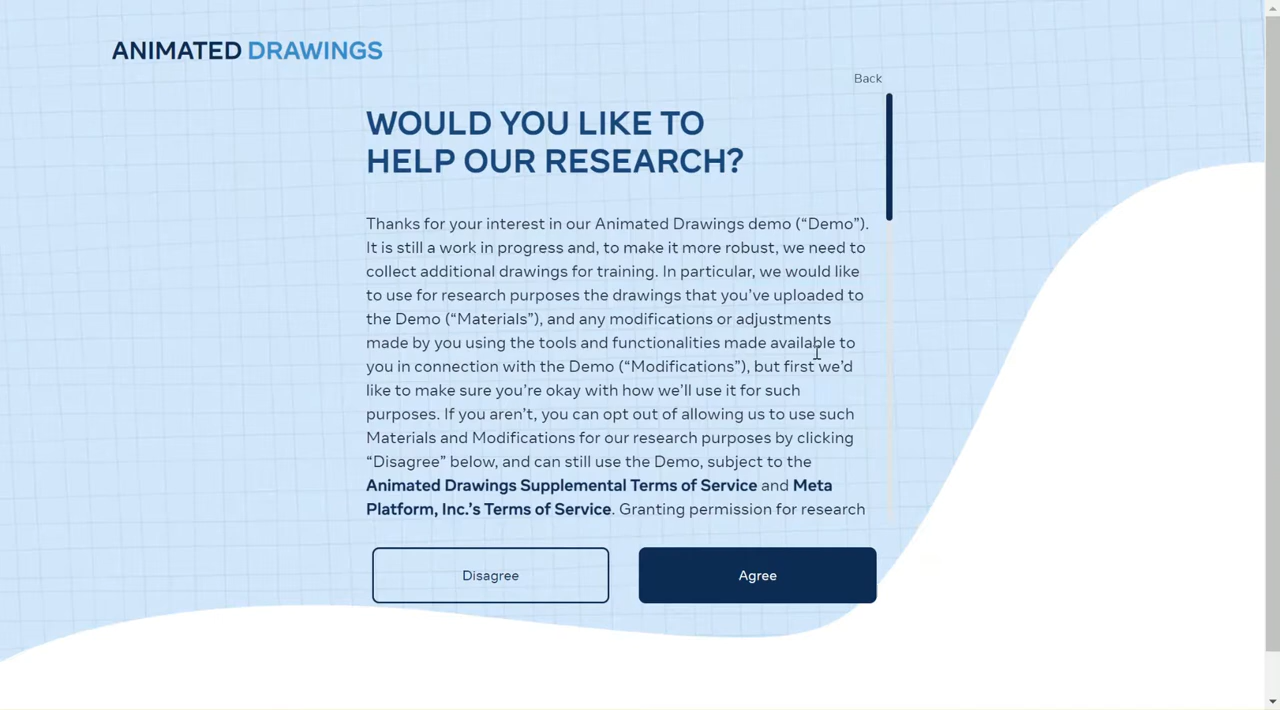 ANIMATED DRAWINGS
Back
WOULD YOU LIKE TO
HELP OUR RESEARCH?
Thanks for your interest in our Animated Drawings demo (“Demo”).
It is still a work in progress and, to make it more robust, we need to
collect additional drawings for training. In particular, we would like
to use for research purposes the drawings that you’ve uploaded to
the Demo (“Materials”), and any modifications or adjustments
made by you using the tools and functionalities made available to
you in connection with the Demo (“Modifications”), but first we’d
like to make sure you’re okay with how we’ll use it for such
purposes. If you aren’t, you can opt out of allowing us to use such
Materials and Modifications for our research purposes by clicking
“Disagree” below, and can still use the Demo, subject to the
Animated Drawings Supplemental Terms of Service and Meta
Platform, Inc.’s Terms of Service. Granting permission for research
Disagree
Agree